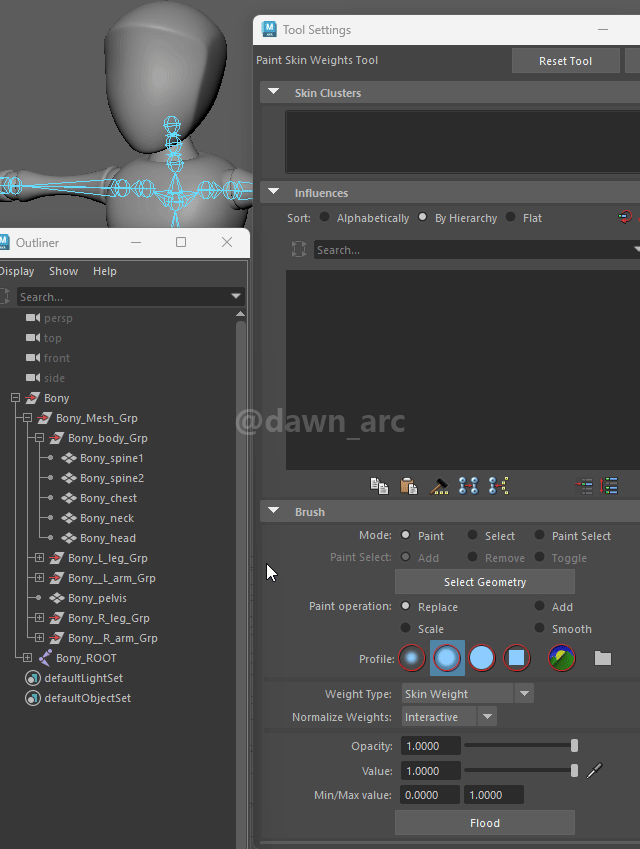 Tool Settings
Paint Skin Weights Tool
Reset Tool
Skin Clusters
Influences
Sort: Alphabetically By Hierarchy Flat
Search...
Outliner
Display Show Help
Search...
persp
top
front
side
Bony
Bony_Mesh_Grp
Bony_body_Grp
Bony_spine1
Bony_spine2
Bony_chest
Bony_neck
Bony_head
Bony_L_leg_Grp
Bony__L_arm_Grp
Bony_pelvis
Bony_R_leg_Grp
Bony__R_arm_Grp
Bony_ROOT
defaultLightSet
defaultObjectSet
@dawn_arc
Brush
Mode: Paint Select Paint Select
Paint Select: Add Remove Toggle
Select Geometry
Paint operation: Replace Add
Scale Smooth
Profile:
Weight Type: Skin Weight
Normalize Weights: Interactive
Opacity: 1.0000
Value: 1.0000
Min/Max value: 0.0000 1.0000
Flood